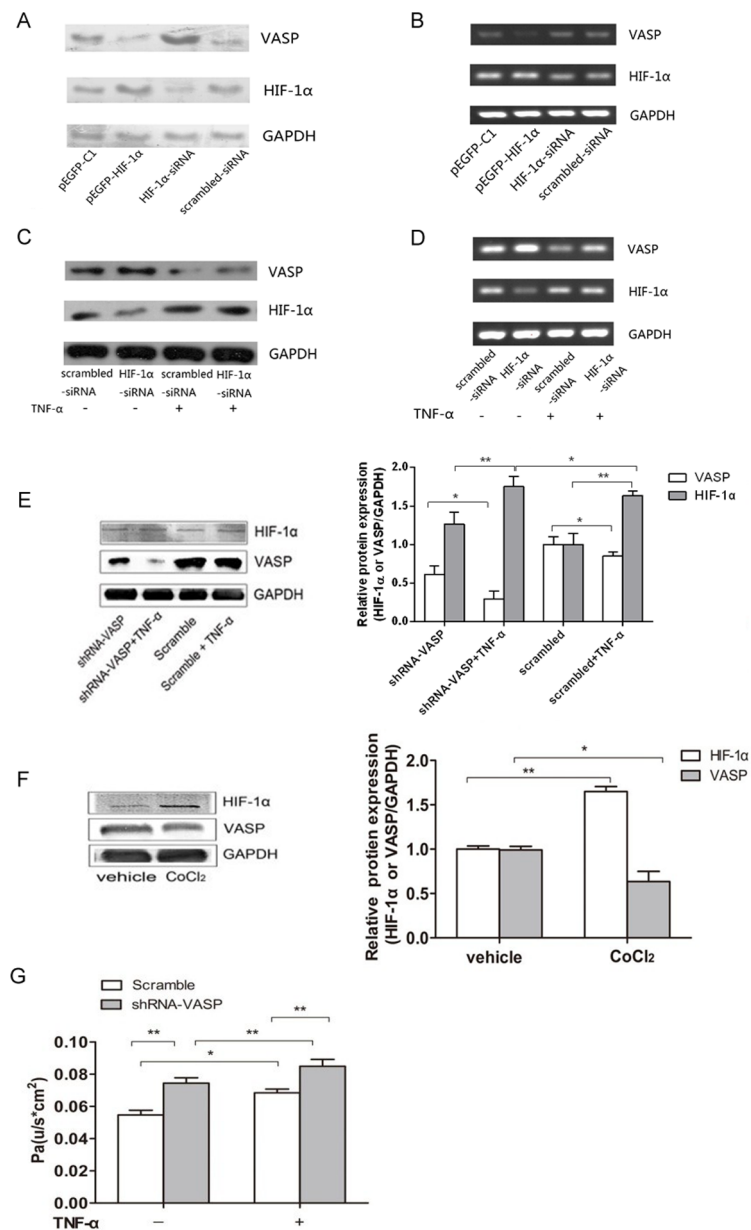 A
VASP
HIF-1α
GAPDH
pEGFP-C1
pEGFP-HIF-1α
HIF-1α-siRNA
scrambled-siRNA
B
VASP
HIF-1α
GAPDH
pEGFP-C1
pEGFP-HIF-1α
HIF-1α-siRNA
scrambled-siRNA
C
VASP
HIF-1α
GAPDH
scrambled HIF-1α scrambled HIF-1α
-siRNA -siRNA -siRNA -siRNA
TNF-α - - + +
D
VASP
HIF-1α
GAPDH
scrambled
-siRNA
HIF-1α
-siRNA
scrambled
-siRNA
HIF-1α
-siRNA
TNF-α - - + +
E
HIF-1α
VASP
GAPDH
shRNA-VASP
shRNA-VASP+TNF-α
Scramble
Scramble + TNF-α
Relative protein expression
(HIF-1α or VASP/GAPDH)
2.0
1.5
1.0
0.5
0.0
* ** * ** *
VASP
HIF-1α
shRNA-VASP
shRNA-VASP+TNF-α
scrambled
scrambled+TNF-α
F
HIF-1α
VASP
GAPDH
vehicle CoCl2
Relative protien expression
(HIF-1α or VASP/GAPDH)
2.0
1.5
1.0
0.5
0.0
** *
HIF-1α
VASP
vehicle CoCl2
G
Scramble
shRNA-VASP
Pa(u/s*cm2)
0.10
0.08
0.06
0.04
0.02
0.00
** * ** **
TNF-α – +